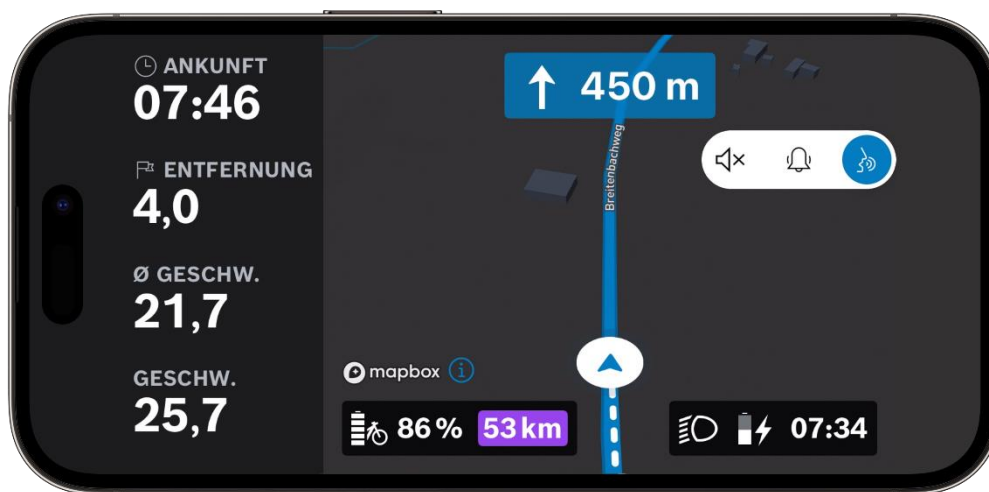 ANKUNFT
07:46
ENTFERNUNG
4,0
Ø GESCHW.
21,7
GESCHW.
25,7
450 m
Breitenbachweg
mapbox i
86 % 53 km
07:34